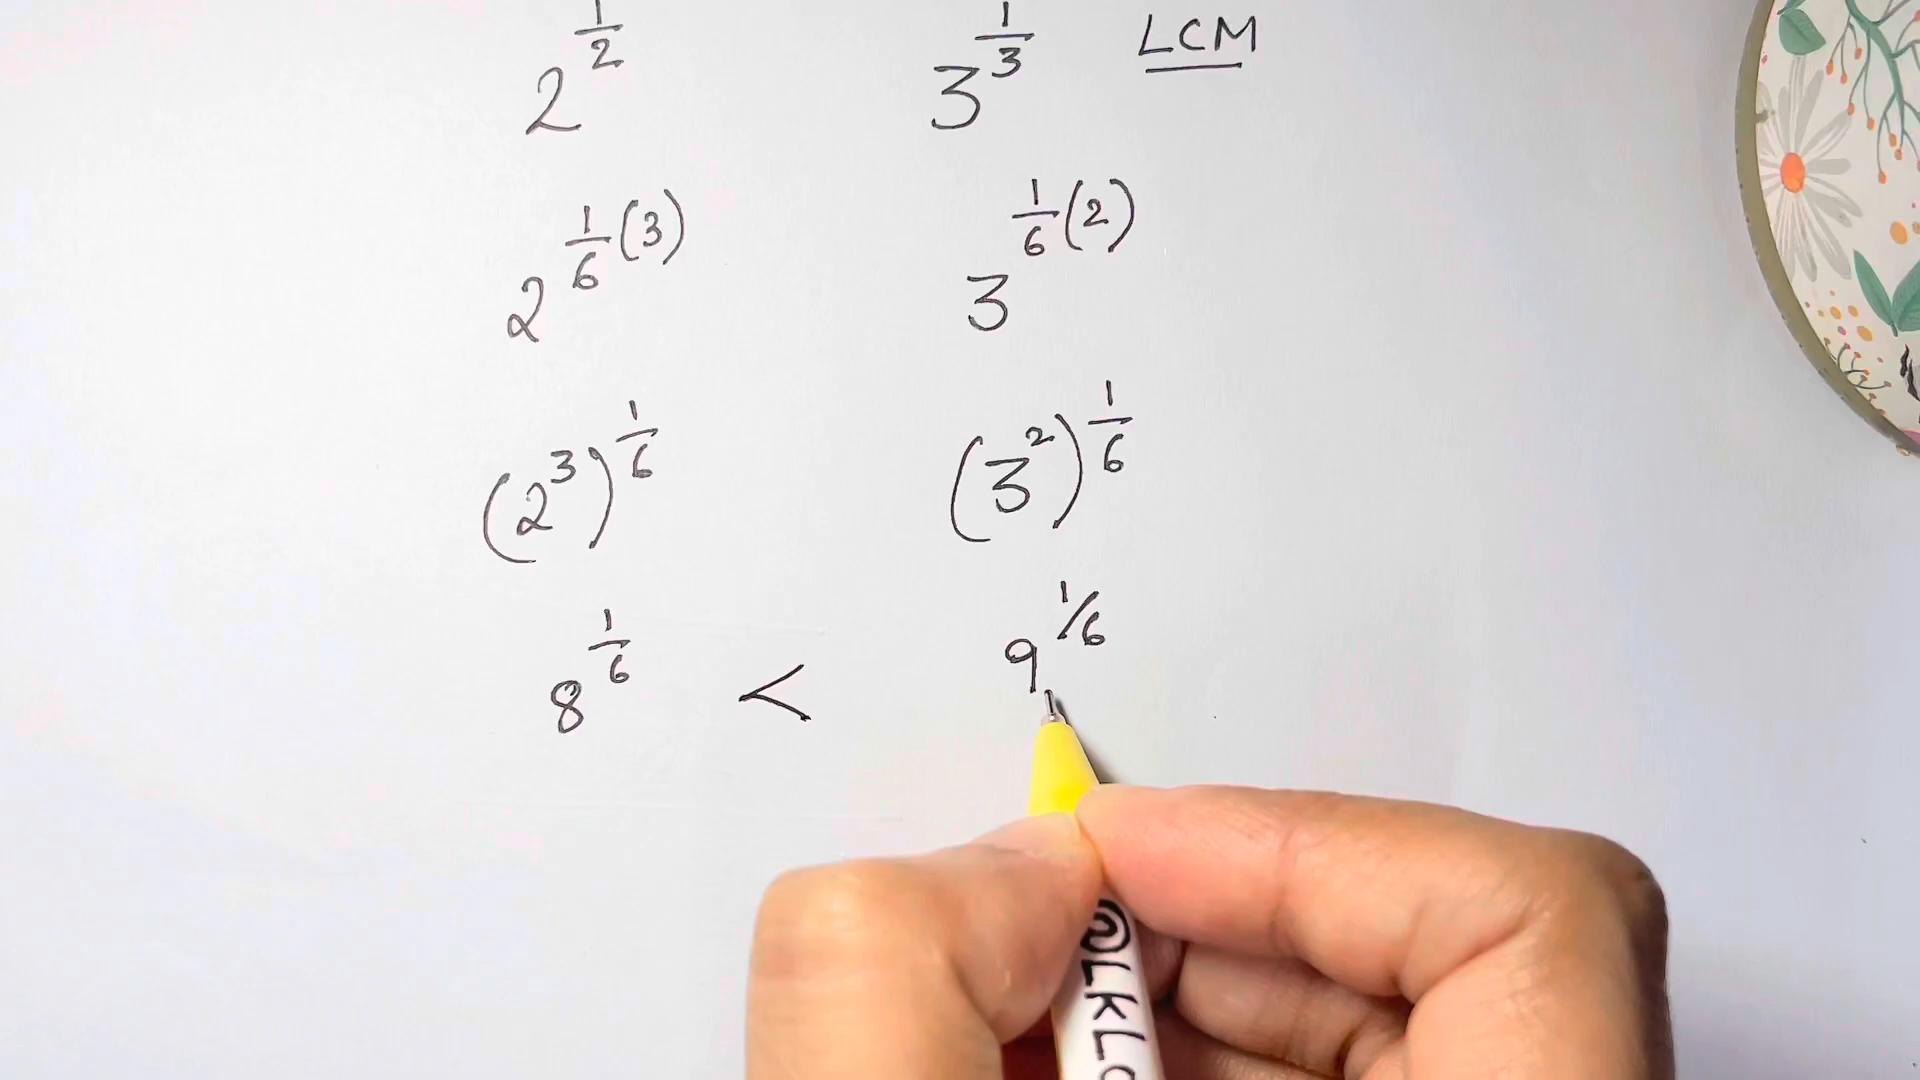 2^{1/2} 3^{1/3} LCM
2^{1/6(3)} 3^{1/6(2)}
(2^3)^{1/6} (3^2)^{1/6}
8^{1/6} < 9^{1/6}